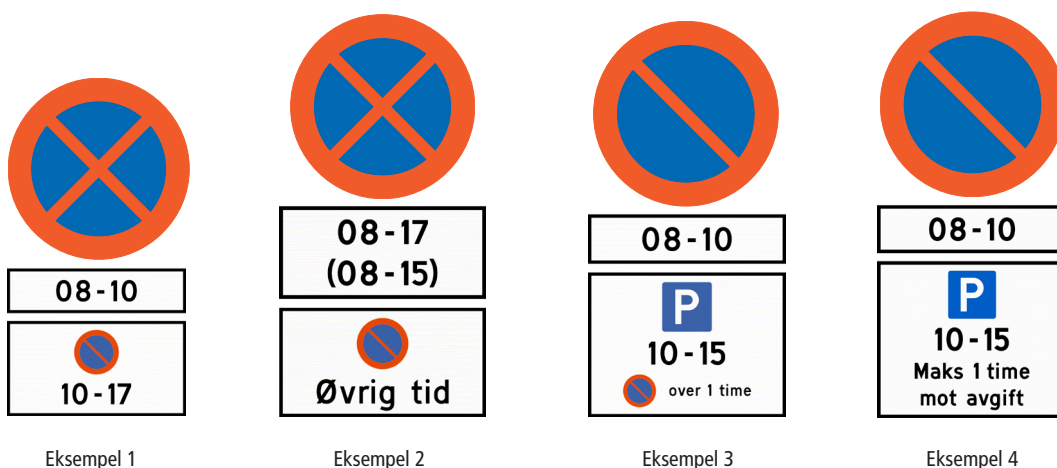 08-10
10-17
Eksempel 1
08-17
(08-15)
Øvrig tid
Eksempel 2
08-10
P
10-15
over 1 time
Eksempel 3
08-10
P
10-15
Maks 1 time
mot avgift
Eksempel 4